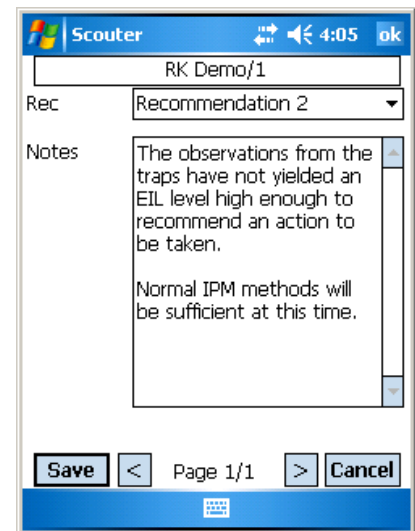 Scouter 4:05 ok
RK Demo/1
Rec Recommendation 2
Notes The observations from the
traps have not yielded an
EIL level high enough to
recommend an action to
be taken.
Normal IPM methods will
be sufficient at this time.
Save < Page 1/1 > Cancel